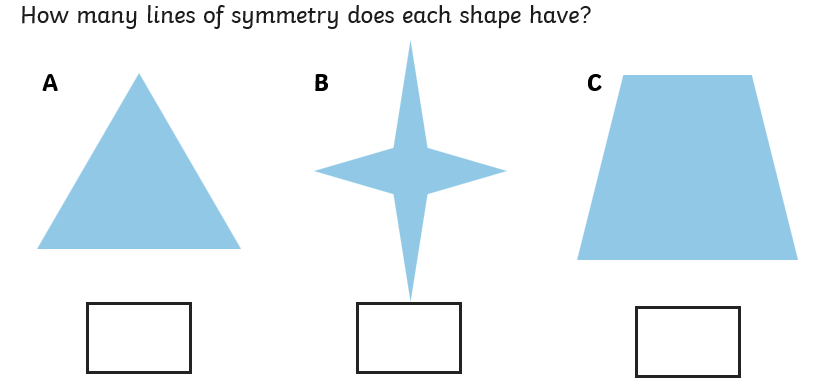 How many lines of symmetry does each shape have?
A
B
C